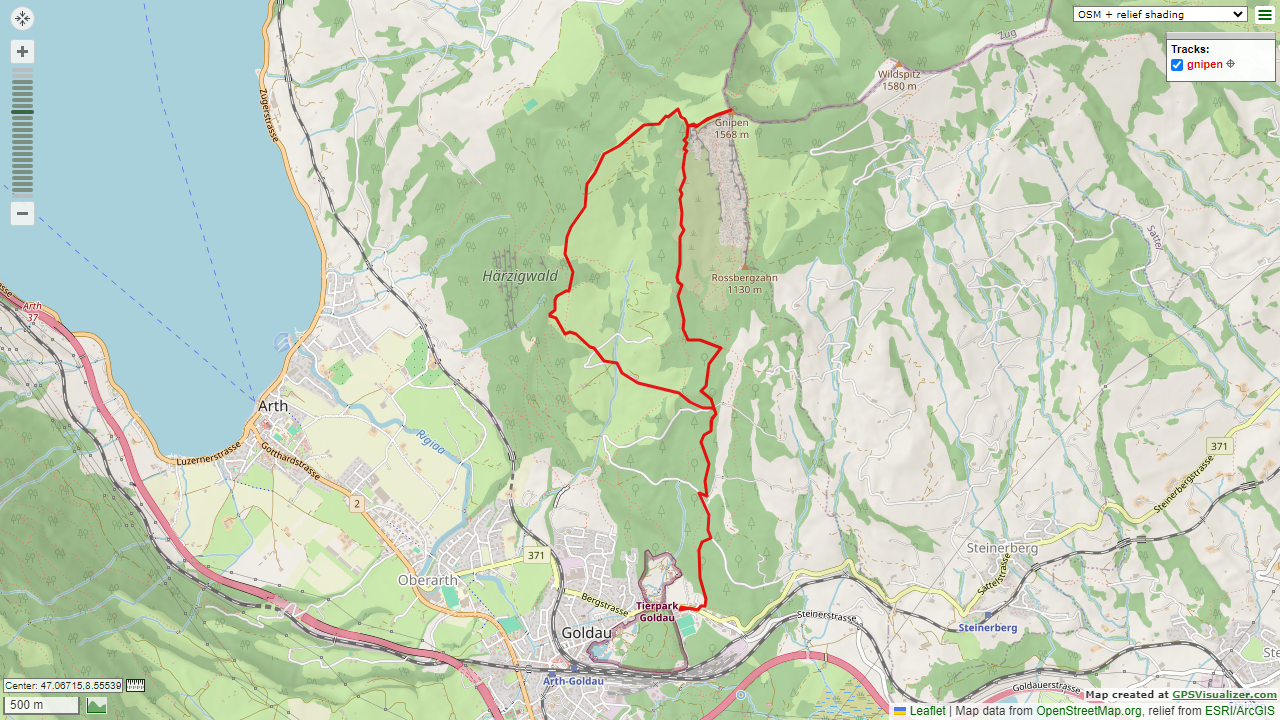 OSM + relief shading
Tracks:
gnipen
Zug
Wildspitz
1580 m
Gnipen
1568 m
Zugerstrasse
Sattel
Härzigwald
Rossbergzahn
1130 m
Arth
37
Arth
Luzernerstrasse
Gotthardstrasse
Rigiaa
2
371
Steinerbergstrasse
371
Steinerberg
Oberarth
Sattelstrasse
Bergstrasse
Tierpark
Goldau
Steinerstrasse
Steinerberg
Goldau
Arth-Goldau
Goldauerstrasse
Center: 47.06715,8.55539
500 m
Map created at GPSVisualizer.com
Leaflet | Map data from OpenStreetMap.org, relief from ESRI/ArcGIS